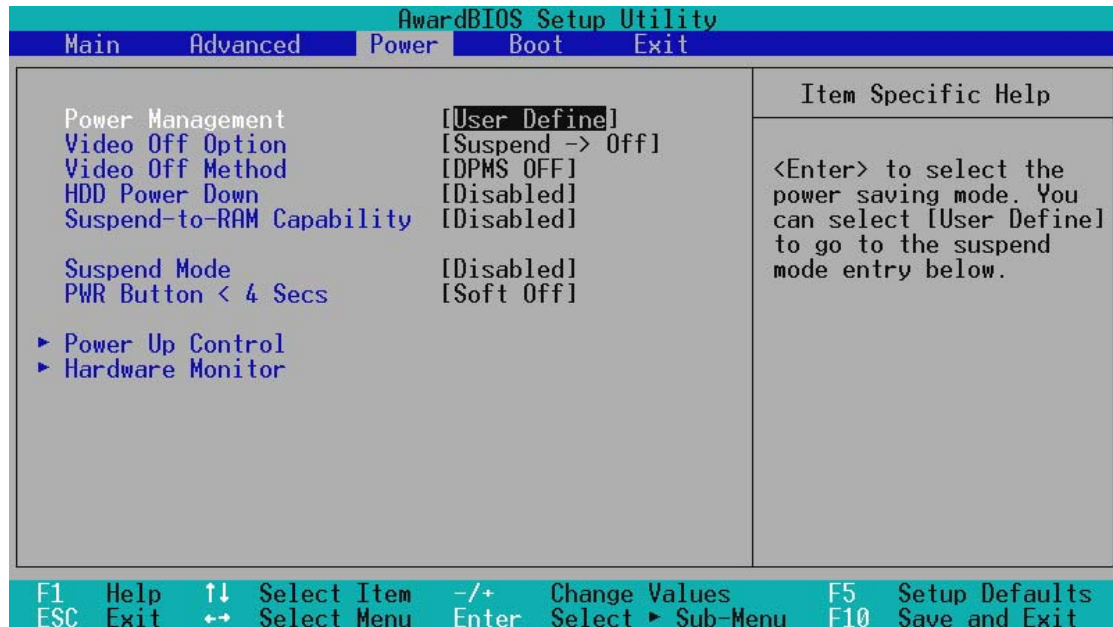 AwardBIOS Setup Utility
Main Advanced Power Boot Exit
Power Management [User Define]
Video Off Option [Suspend -> Off]
Video Off Method [DPMS OFF]
HDD Power Down [Disabled]
Suspend-to-RAM Capability [Disabled]
Suspend Mode [Disabled]
PWR Button < 4 Secs [Soft Off]
► Power Up Control
► Hardware Monitor
Item Specific Help
<Enter> to select the
power saving mode. You
can select [User Define]
to go to the suspend
mode entry below.
F1 Help ↑↓ Select Item -/+ Change Values F5 Setup Defaults
ESC Exit ←→ Select Menu Enter Select ► Sub-Menu F10 Save and Exit